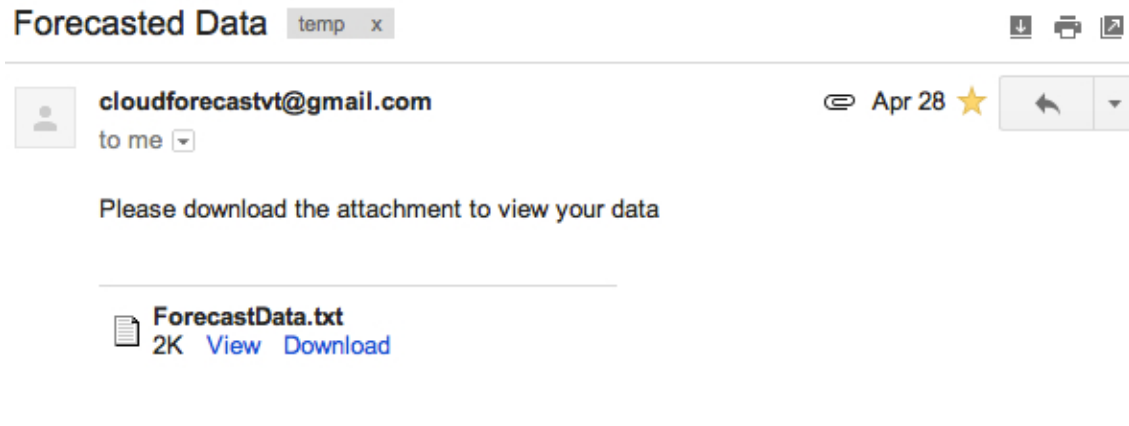 Forecasted Data temp x
cloudforecastvt@gmail.com Apr 28
to me
Please download the attachment to view your data
ForecastData.txt
2K View Download